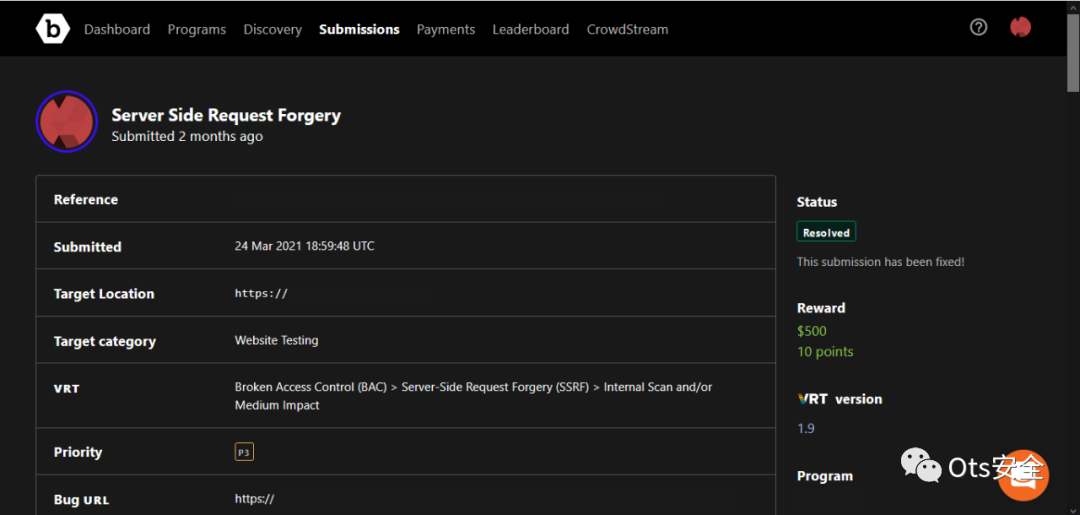 b Dashboard Programs Discovery Submissions Payments Leaderboard CrowdStream ?
Server Side Request Forgery
Submitted 2 months ago
Reference
Submitted 24 Mar 2021 18:59:48 UTC
Target Location https://
Target category Website Testing
VRT Broken Access Control (BAC) > Server-Side Request Forgery (SSRF) > Internal Scan and/or
Medium Impact
Priority P3
Bug URL https://
Status
Resolved
This submission has been fixed!
Reward
$500
10 points
VRT version
1.9
Program
Ots安全